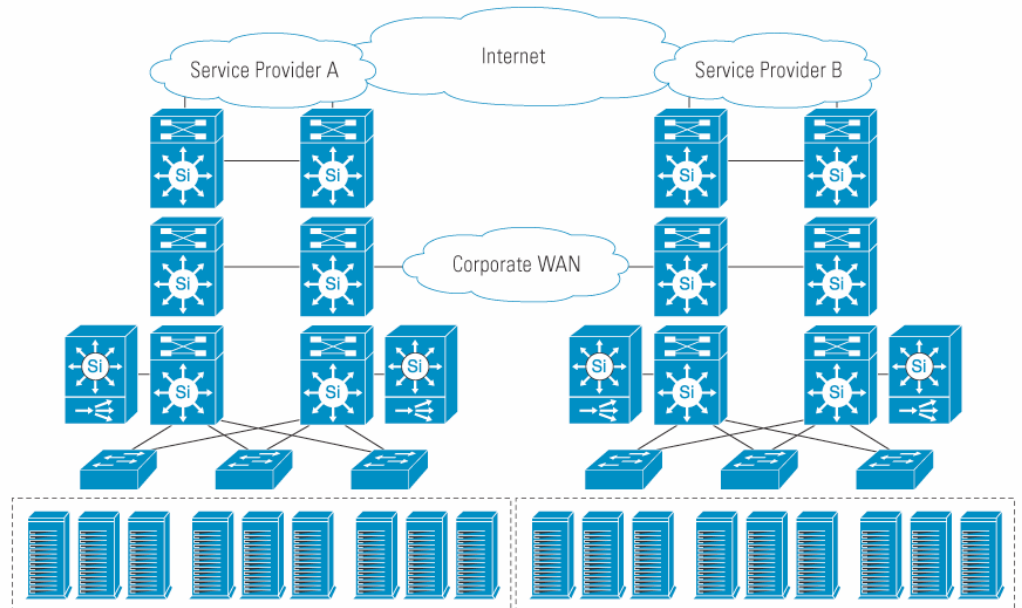 Internet
Service Provider A
Service Provider B
Si
Si
Si
Si
Corporate WAN
Si
Si
Si
Si
Si
Si
Si
Si
Si
Si
Si
Si